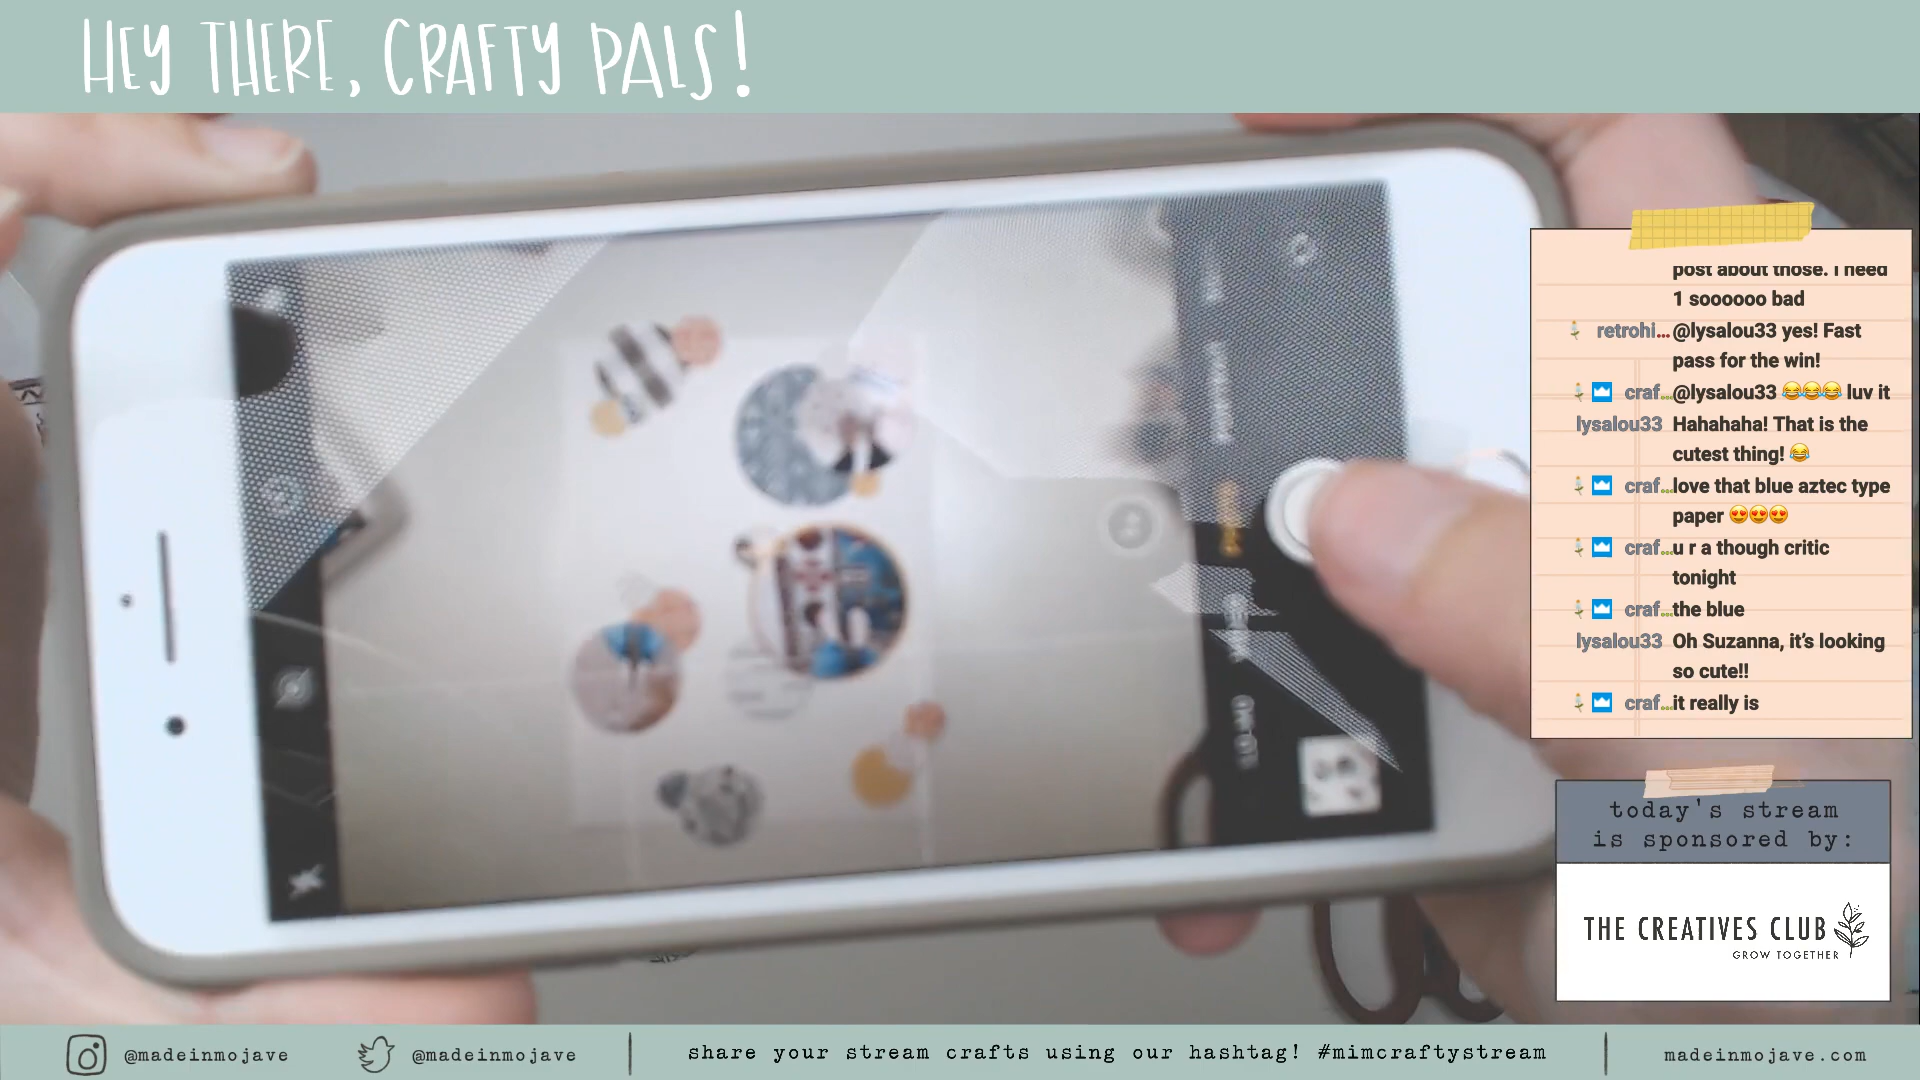 HEY THERE, CRAFTY PALS!
post about those. I need
1 soooooo bad
retrohi... @lysalou33 yes! Fast
pass for the win!
craf... @lysalou33 😂😂😂 luv it
lysalou33 Hahahaha! That is the
cutest thing! 😂
craf... love that blue aztec type
paper 😍😍😍
craf... u r a though critic
tonight
craf... the blue
lysalou33 Oh Suzanna, it's looking
so cute!!
craf... it really is
today's stream
is sponsored by:
THE CREATIVES CLUB
GROW TOGETHER
@madeinmojave
@madeinmojave
share your stream crafts using our hashtag! #mimcraftystream
madeinmojave.com